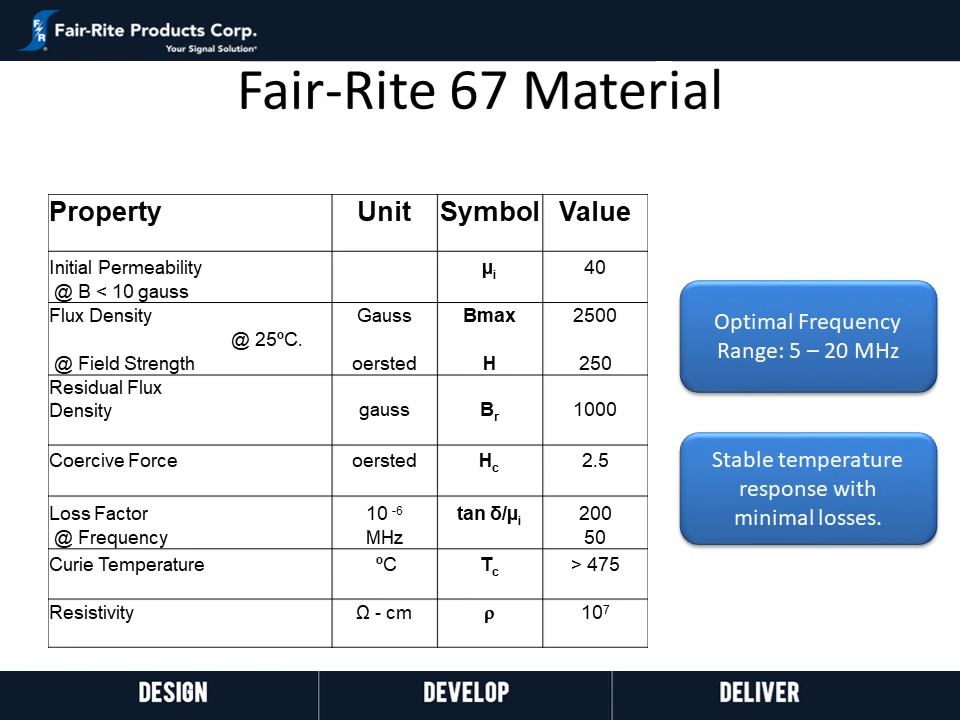 Fair-Rite Products Corp.
Your Signal Solution®
Fair-Rite 67 Material
Property Unit Symbol Value
Initial Permeability
@ B < 10 gauss
µi 40
Flux Density Gauss Bmax 2500
@ 25ºC.
@ Field Strength oersted H 250
Residual Flux
Density gauss Br 1000
Coercive Force oersted Hc 2.5
Loss Factor 10 -6 tan δ/µi 200
@ Frequency MHz 50
Curie Temperature ºC Tc > 475
Resistivity Ω - cm ρ 10⁷
Optimal Frequency
Range: 5 – 20 MHz
Stable temperature
response with
minimal losses.
DESIGN DEVELOP DELIVER